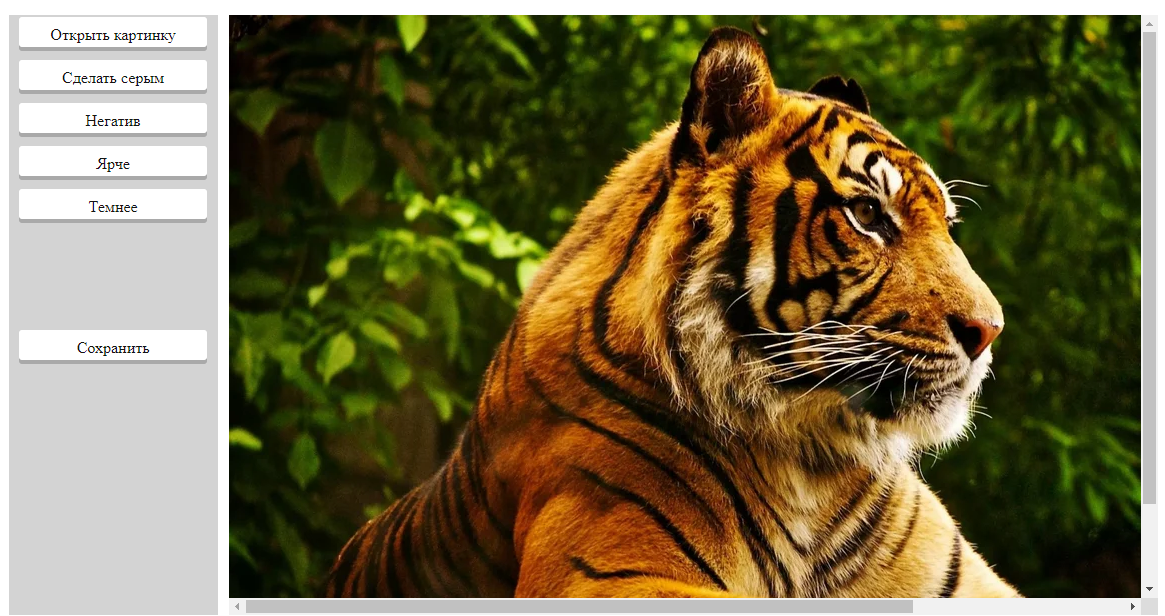 Открыть картинку
Сделать серым
Негатив
Ярче
Темнее
Сохранить